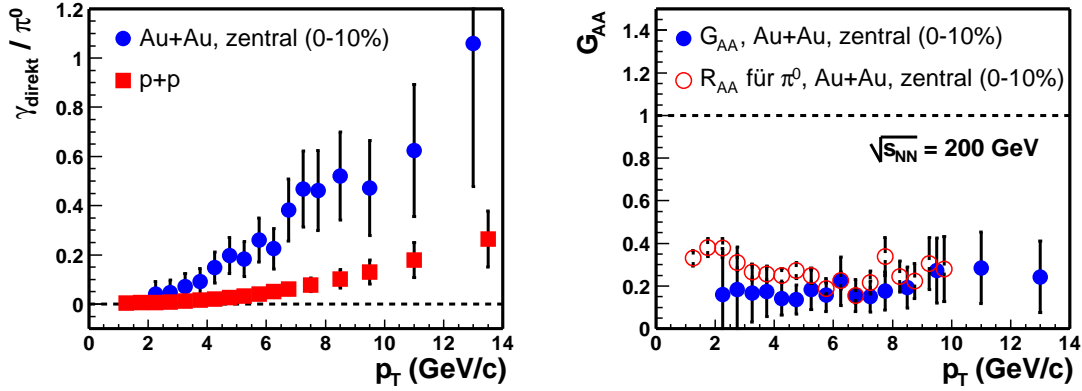 γdirekt / π⁰
1.2
1
0.8
0.6
0.4
0.2
0
Au+Au, zentral (0-10%)
p+p
0 2 4 6 8 10 12 14
pT (GeV/c)
GAA
1.4
1.2
1
0.8
0.6
0.4
0.2
0
GAA, Au+Au, zentral (0-10%)
RAA für π⁰, Au+Au, zentral (0-10%)
√sNN = 200 GeV
0 2 4 6 8 10 12 14
pT (GeV/c)